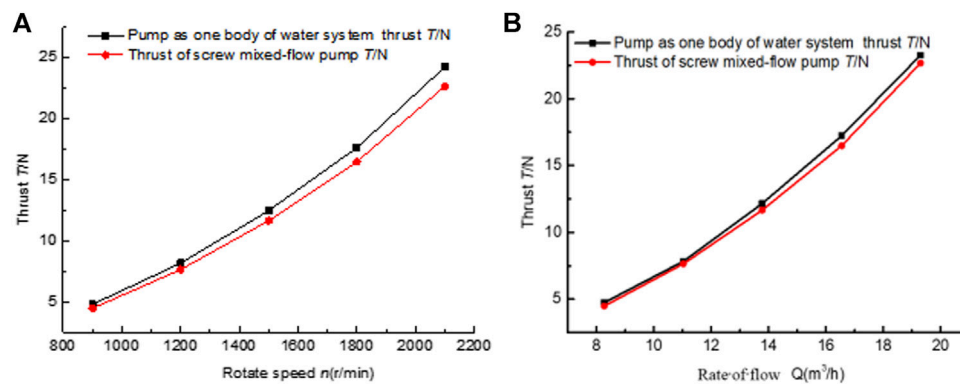 A
Pump as one body of water system thrust T/N
Thrust of screw mixed-flow pump T/N
25
20
15
10
5
Thrust T/N
800 1000 1200 1400 1600 1800 2000 2200
Rotate speed n(r/min)
B
Pump as one body of water system thrust T/N
Thrust of screw mixed-flow pump T/N
25
20
15
10
5
Thrust T/N
8 10 12 14 16 18 20
Rate·of·flow Q(m³/h)